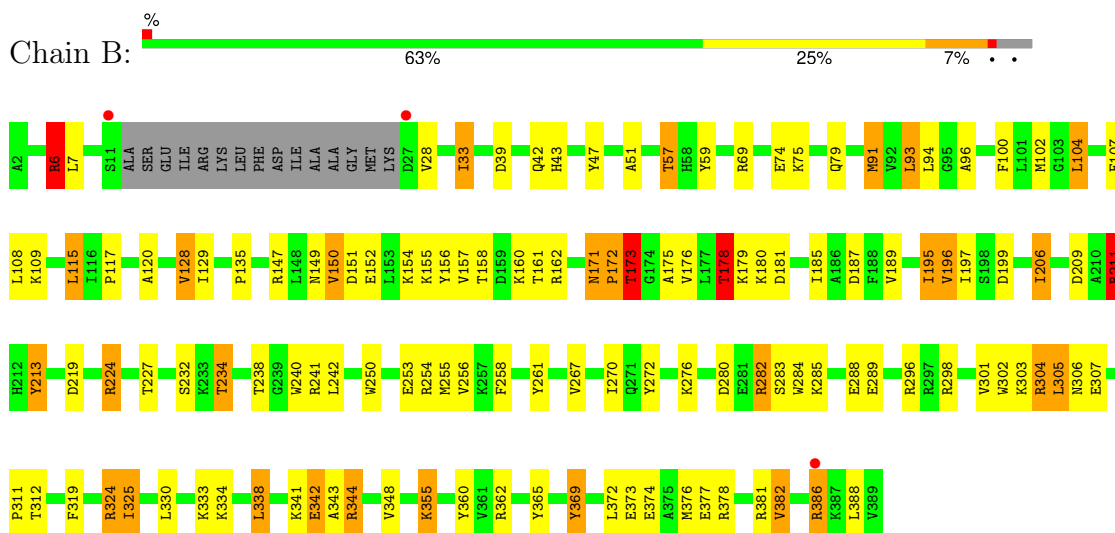 %
Chain B:
63% 25% 7% • •
A2 R6 L7 S11 ALA SER GLU ILE ARG LYS LEU PHE ASP ILE ALA ALA GLY MET LYS D27 V28 I33 D39 Q42 H43 Y47 A51 T57 H58 Y59 R69 E74 K75 Q79 M91 V92 L93 L94 G95 A96 F100 L101 M102 G103 L104
L108 K109 L115 I116 P117 A120 V128 I129 P135 R147 L148 N149 V150 D151 E152 L153 K154 K155 Y156 V157 T158 D159 K160 T161 R162 N171 P172 T173 G174 A175 V176 L177 T178 K179 K180 D181 I185 A186 D187 F188 V189 I195 V196 I197 S198 D199 I206 D209 A210
H212 Y213 D219 R224 T227 S232 K233 T234 T238 G239 W240 R241 L242 W250 E253 R254 M255 V256 K257 F258 Y261 V267 I270 Q271 Y272 K276 D280 E281 R282 S283 W284 K285 E288 E289 R296 R297 R298 V301 W302 K303 R304 L305 N306 E307
P311 T312 F319 R324 I325 L330 K333 K334 L338 K341 E342 A343 R344 V348 K355 Y360 V361 R362 Y365 Y369 L372 E373 E374 A375 M376 E377 R378 R381 V382 R386 K387 L388 V389